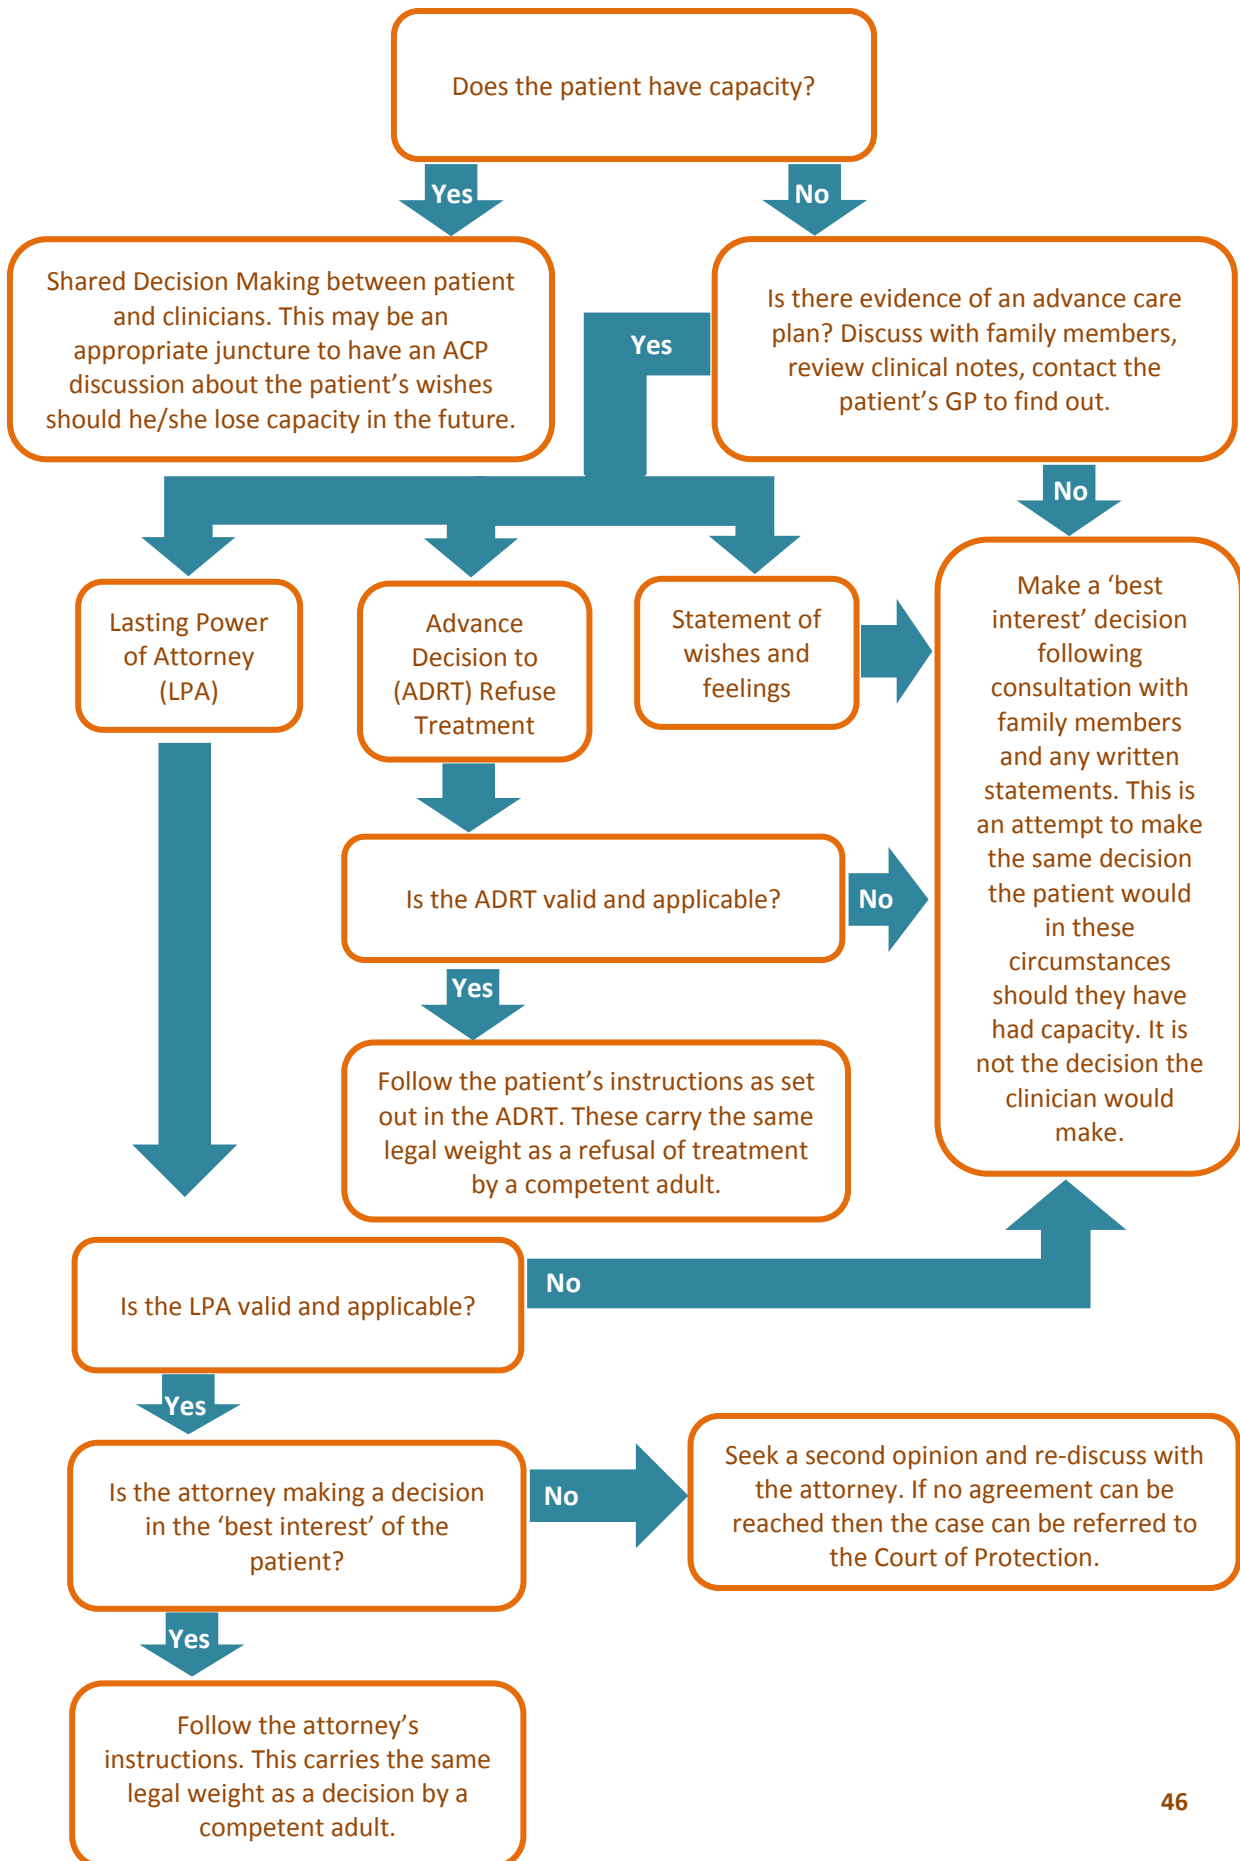 Does the patient have capacity?
Yes
No
Shared Decision Making between patient
and clinicians. This may be an
appropriate juncture to have an ACP
discussion about the patient’s wishes
should he/she lose capacity in the future.
Is there evidence of an advance care
plan? Discuss with family members,
review clinical notes, contact the
patient’s GP to find out.
Yes
No
Lasting Power
of Attorney
(LPA)
Advance
Decision to
(ADRT) Refuse
Treatment
Statement of
wishes and
feelings
Make a ‘best
interest’ decision
following
consultation with
family members
and any written
statements. This is
an attempt to make
the same decision
the patient would
in these
circumstances
should they have
had capacity. It is
not the decision the
clinician would
make.
Is the ADRT valid and applicable?
No
Yes
Follow the patient’s instructions as set
out in the ADRT. These carry the same
legal weight as a refusal of treatment
by a competent adult.
Is the LPA valid and applicable?
No
Yes
Is the attorney making a decision
in the ‘best interest’ of the
patient?
No
Seek a second opinion and re-discuss with
the attorney. If no agreement can be
reached then the case can be referred to
the Court of Protection.
Yes
Follow the attorney’s
instructions. This carries the same
legal weight as a decision by a
competent adult.
46